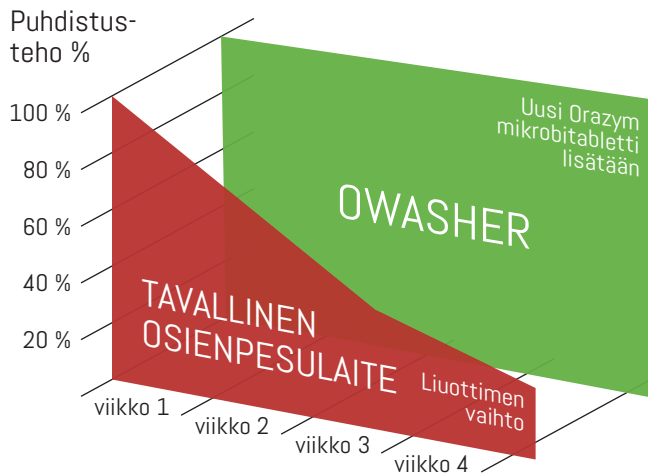 Puhdistus-
teho %
100 %
80 %
60 %
40 %
20 %
Uusi Orazym
mikrobitabletti
lisätään
OWASHER
TAVALLINEN
OSIENPESULAITE
Liuottimen
vaihto
viikko 1
viikko 2
viikko 3
viikko 4